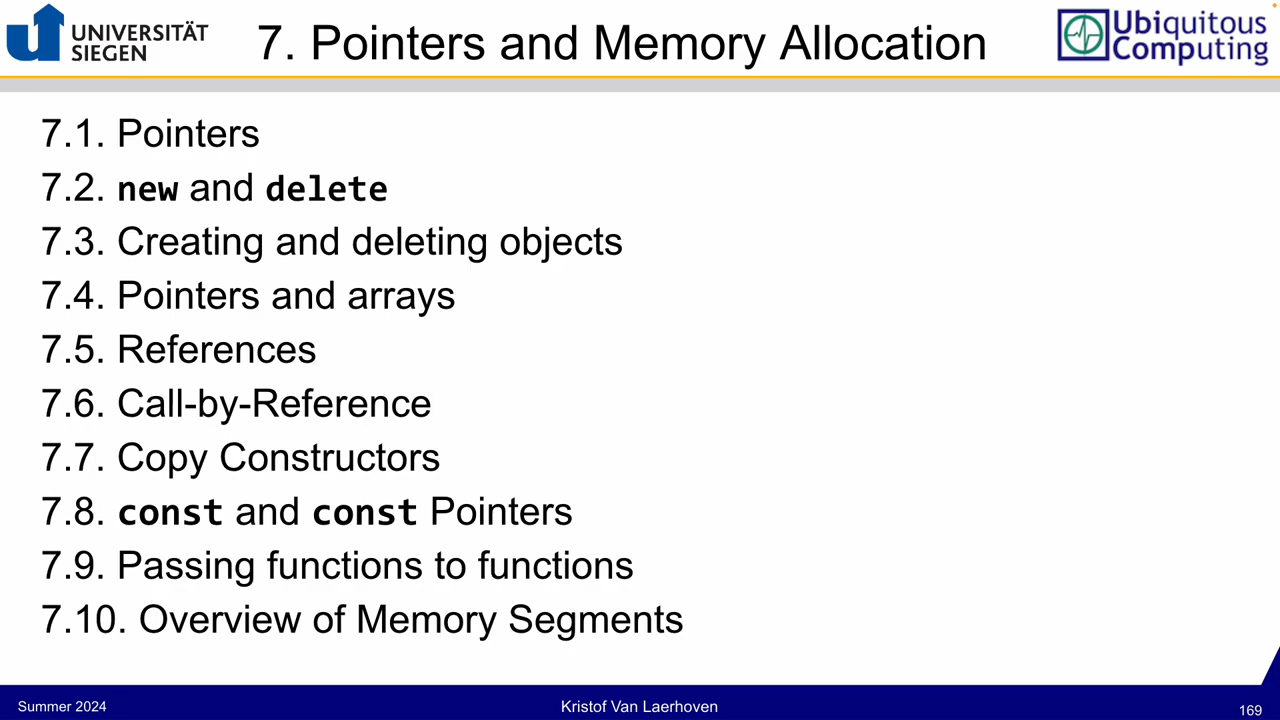 UNIVERSITÄT
SIEGEN
7. Pointers and Memory Allocation
Ubiquitous
Computing
7.1. Pointers
7.2. new and delete
7.3. Creating and deleting objects
7.4. Pointers and arrays
7.5. References
7.6. Call-by-Reference
7.7. Copy Constructors
7.8. const and const Pointers
7.9. Passing functions to functions
7.10. Overview of Memory Segments
Summer 2024
Kristof Van Laerhoven
169